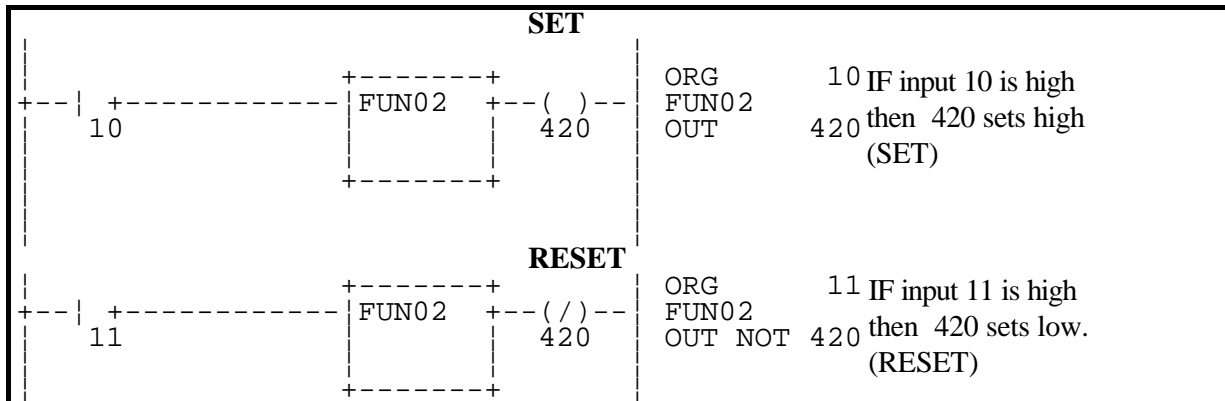 SET
+-------+ ORG 10 IF input 10 is high
+--¦ +------------¦FUN02 +--( )--¦ FUN02 then 420 sets high
10 420 OUT 420 (SET)
+-------+
RESET
+-------+ ORG 11 IF input 11 is high
+--¦ +------------¦FUN02 +--(/)--¦ FUN02 then 420 sets low.
11 420 OUT NOT 420 (RESET)
+-------+